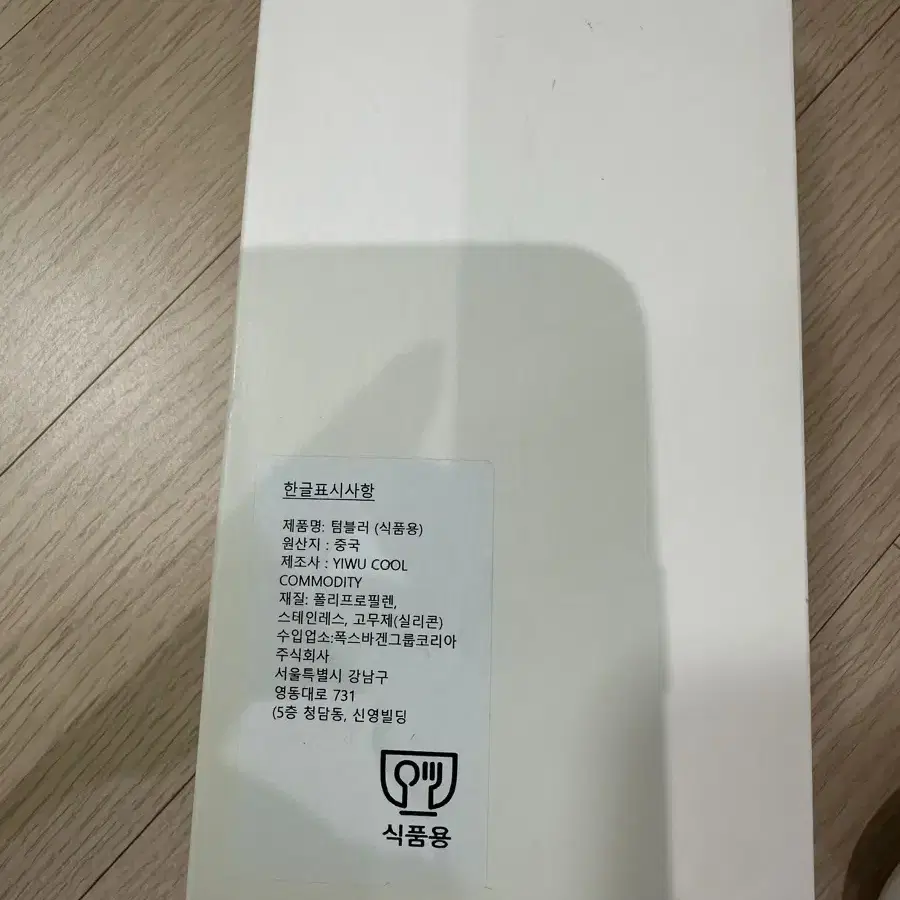 한글표시사항
제품명: 텀블러 (식품용)
원산지 : 중국
제조사 : YIWU COOL
COMMODITY
재질: 폴리프로필렌,
스테인레스, 고무제(실리콘)
수입업소:폭스바겐그룹코리아
주식회사
서울특별시 강남구
영동대로 731
(5층 청담동, 신영빌딩
식품용